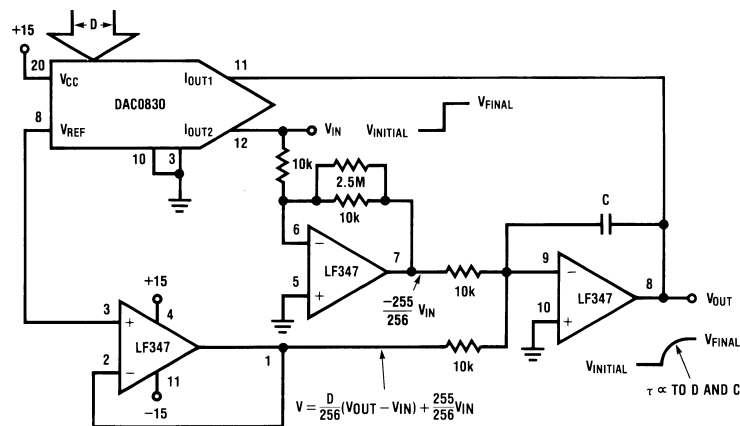 D
+15
20
VCC
IOUT1
11
DAC0830
8
VREF
IOUT2
12
VIN
VINITIAL
VFINAL
10
3
10k
2.5M
10k
C
6
−
7
LF347
5
+
−255/256 VIN
10k
9
−
8
LF347
10
+
VOUT
+15
3
+
4
LF347
1
2
−
11
−15
10k
VINITIAL
VFINAL
τ ∝ TO D AND C
V = D/256 (VOUT − VIN) + 255/256 VIN